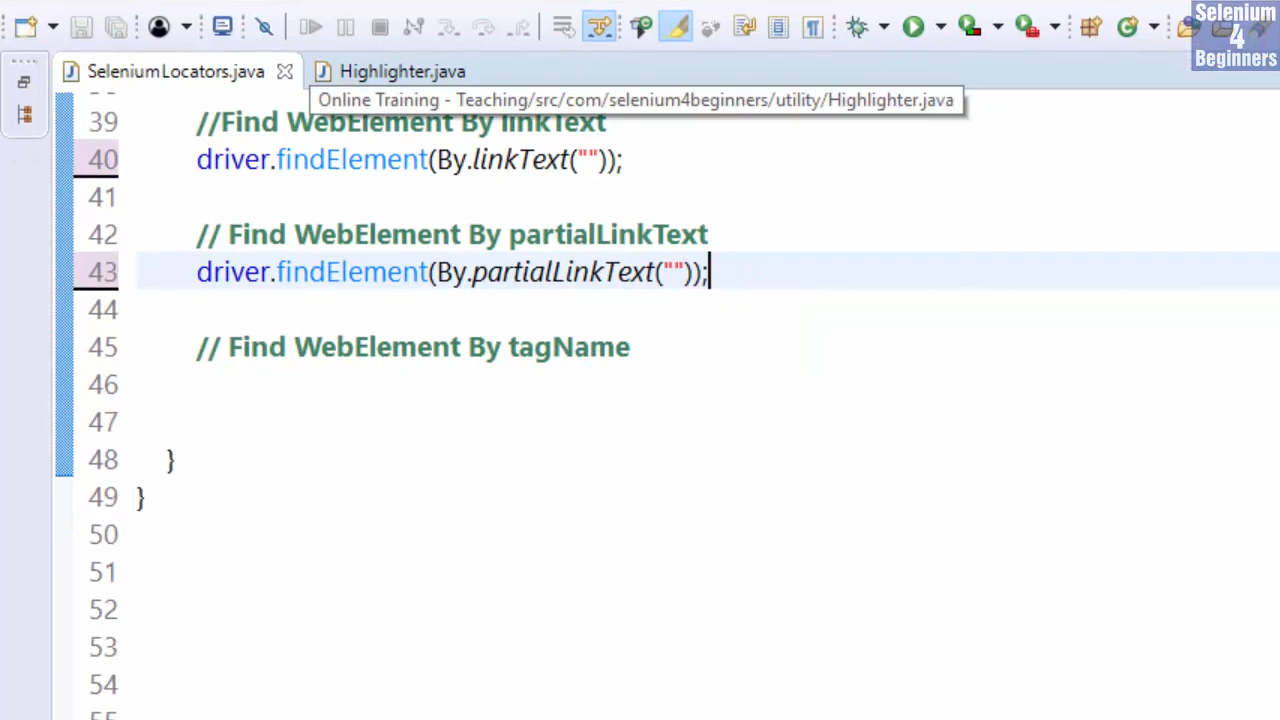 Selenium
4
Beginners
SeleniumLocators.java
Highlighter.java
Online Training - Teaching/src/com/selenium4beginners/utility/Highlighter.java
39 //Find WebElement By linkText
40 driver.findElement(By.linkText(""));
41
42 // Find WebElement By partialLinkText
43 driver.findElement(By.partialLinkText(""));
44
45 // Find WebElement By tagName
46
47
48 }
49 }
50
51
52
53
54